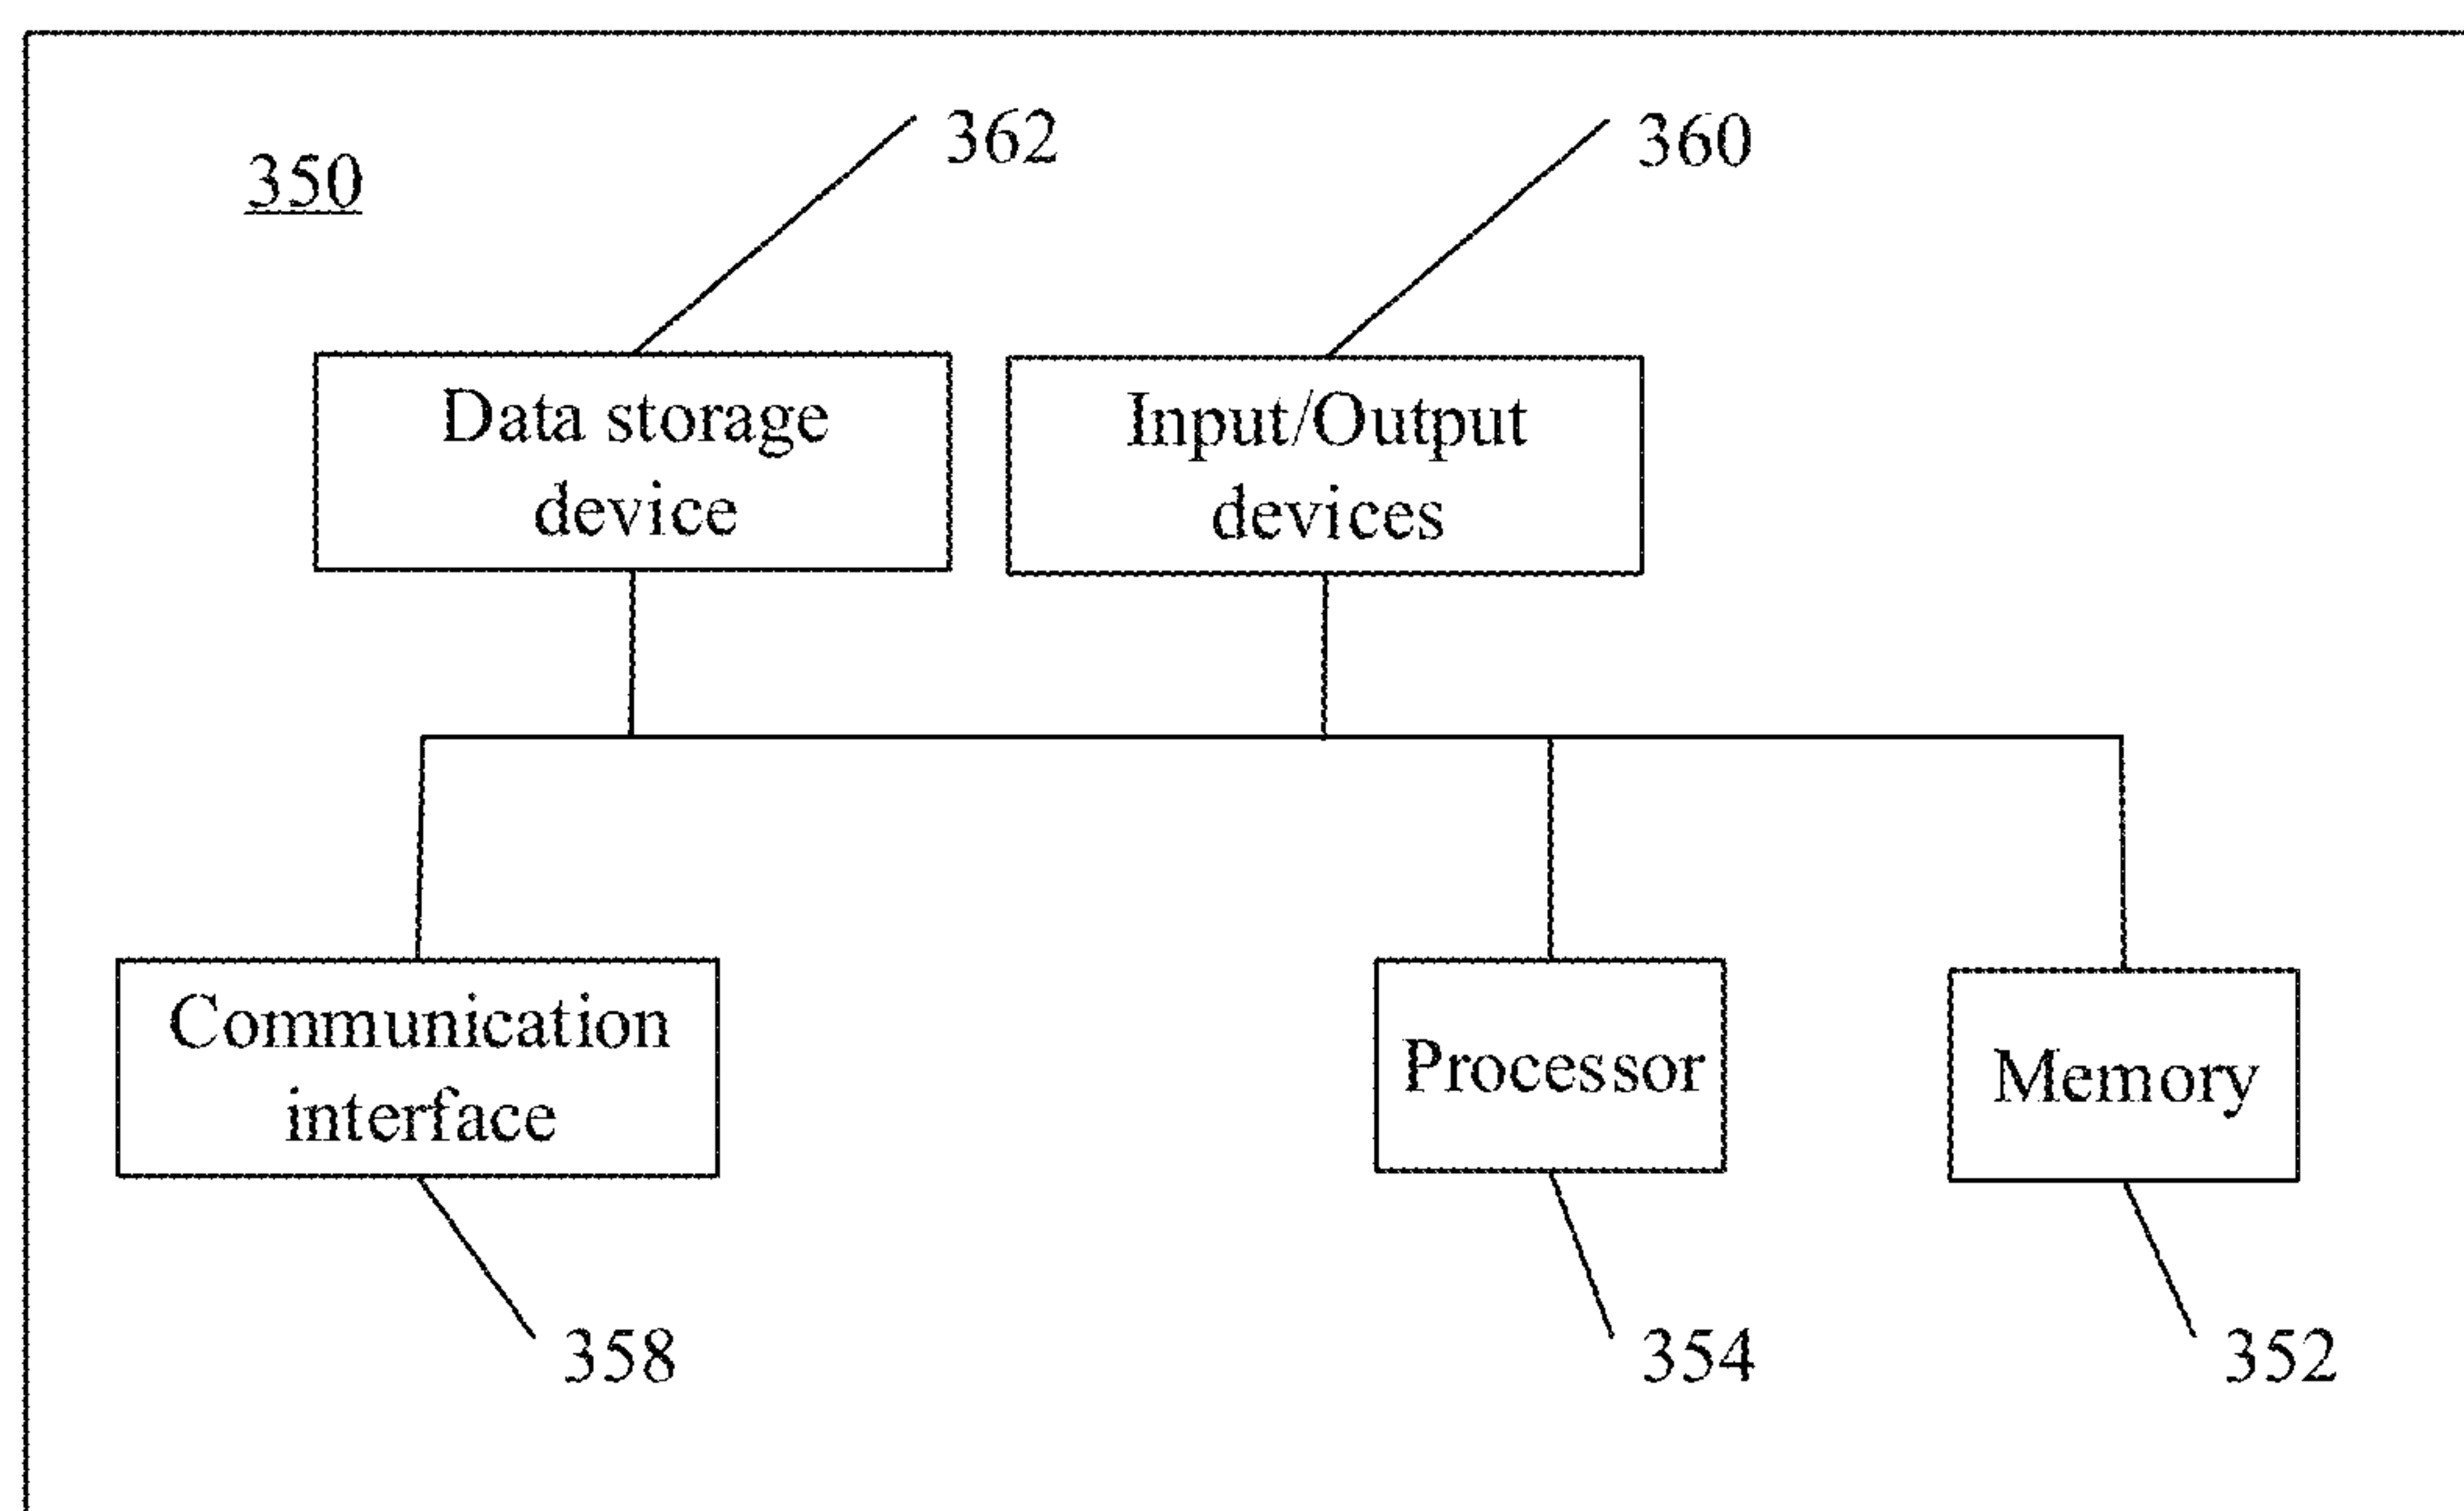 350
362
360
Data storage
device
Input/Output
devices
Communication
interface
Processor
Memory
358
354
352